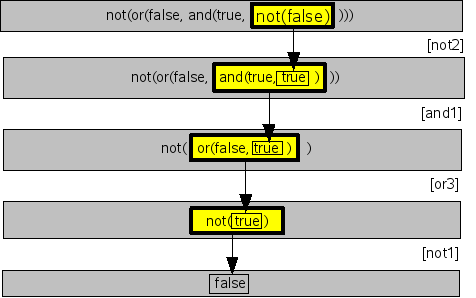 not(or(false, and(true, not(false) )))
[not2]
not(or(false, and(true, true ) ))
[and1]
not( or(false, true ) )
[or3]
not(true )
[not1]
false